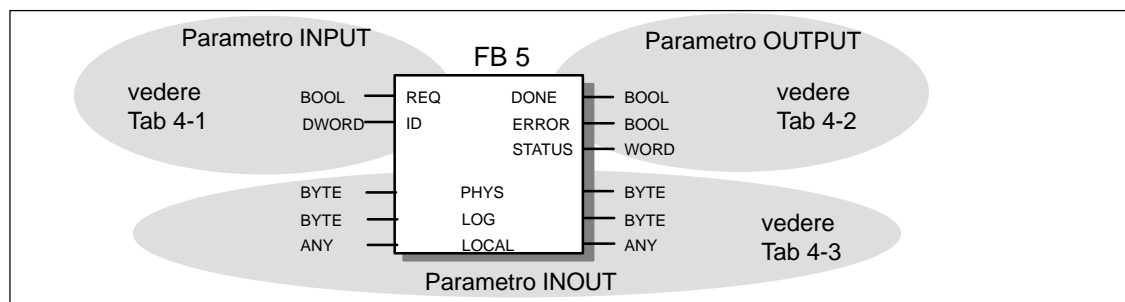 Parametro INPUT
Parametro OUTPUT
FB 5
vedere
Tab 4-1
vedere
Tab 4-2
BOOL REQ DONE BOOL
DWORD ID ERROR BOOL
STATUS WORD
BYTE PHYS BYTE
BYTE LOG BYTE
ANY LOCAL ANY
vedere
Tab 4-3
Parametro INOUT